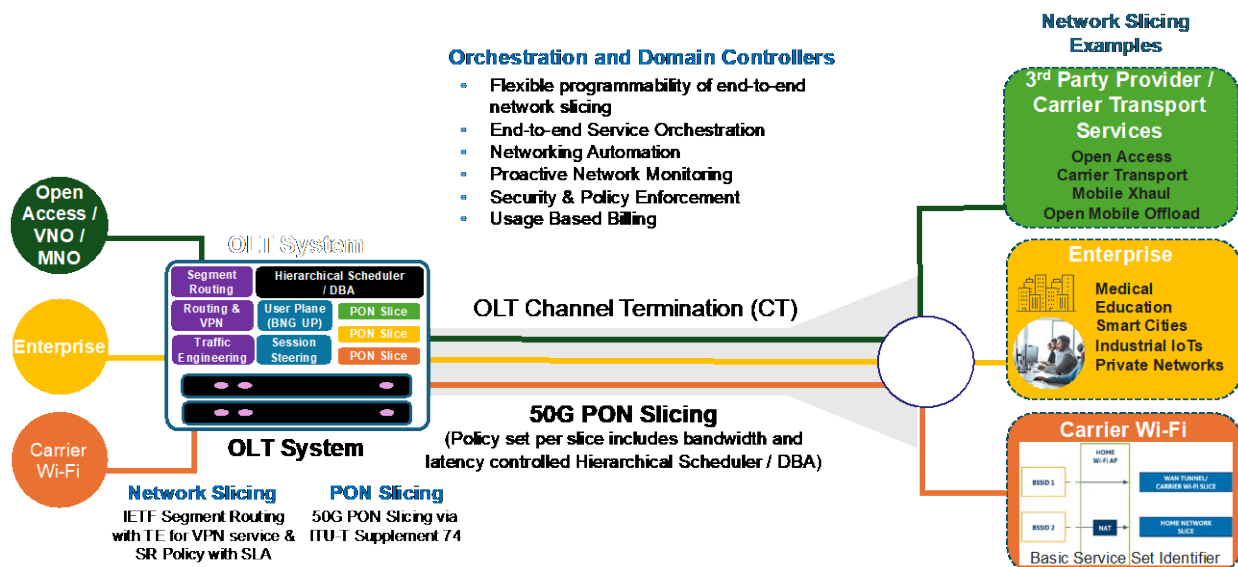 Network Slicing
Examples
Orchestration and Domain Controllers
Flexible programmability of end-to-end
network slicing
End-to-end Service Orchestration
Networking Automation
Proactive Network Monitoring
Security & Policy Enforcement
Usage Based Billing
3rd Party Provider /
Carrier Transport
Services
Open Access
Carrier Transport
Mobile Xhaul
Open Mobile Offload
Open
Access /
VNO /
MNO
Enterprise
Carrier
Wi-Fi
OLT System
Segment
Routing
Hierarchical Scheduler
/ DBA
Routing &
VPN
User Plane
(BNG UP)
PON Slice
PON Slice
Traffic
Engineering
Session
Steering
PON Slice
OLT System
OLT Channel Termination (CT)
50G PON Slicing
(Policy set per slice includes bandwidth and
latency controlled Hierarchical Scheduler / DBA)
Enterprise
Medical
Education
Smart Cities
Industrial IoTs
Private Networks
Carrier Wi-Fi
HOME
Wi-Fi AP
BSSID 1
WAN TUNNEL/
CARRIER WI-FI SLICE
BSSID 2
NAT
HOME NETWORK
SLICE
Basic Service Set Identifier
Network Slicing
IETF Segment Routing
with TE for VPN service &
SR Policy with SLA
PON Slicing
50G PON Slicing via
ITU-T Supplement 74